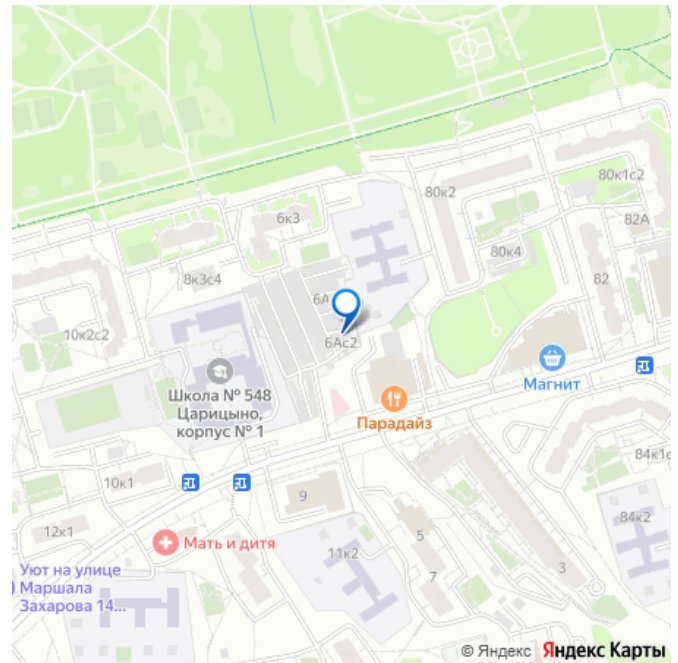 80к1с2
80к2
82А
6к3
80к4
8к3с4
82
6А
6Ас2
10к2с2
Магнит
Школа № 548
Царицыно,
корпус № 1
Парадайз
84к1с
10к1
9
84к2
12к1
5
Мать и дитя
11к2
7
3
Уют на улице
Маршала
Захарова 14...
© Яндекс Яндекс Карты